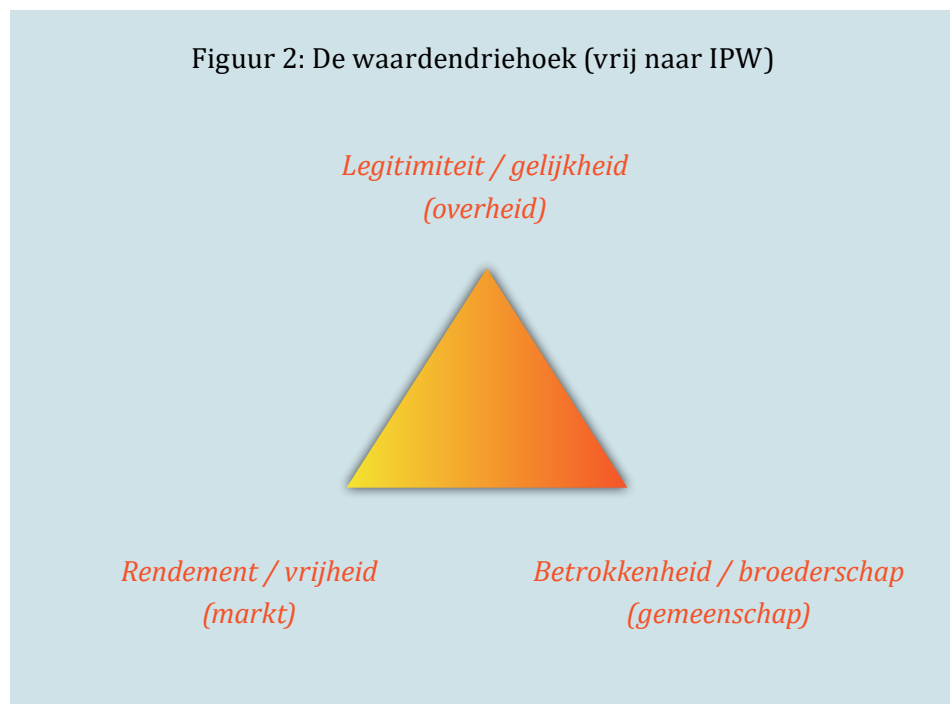 Figuur 2: De waardendriehoek (vrij naar IPW)
Legitimiteit / gelijkheid
(overheid)
Rendement / vrijheid
(markt)
Betrokkenheid / broederschap
(gemeenschap)